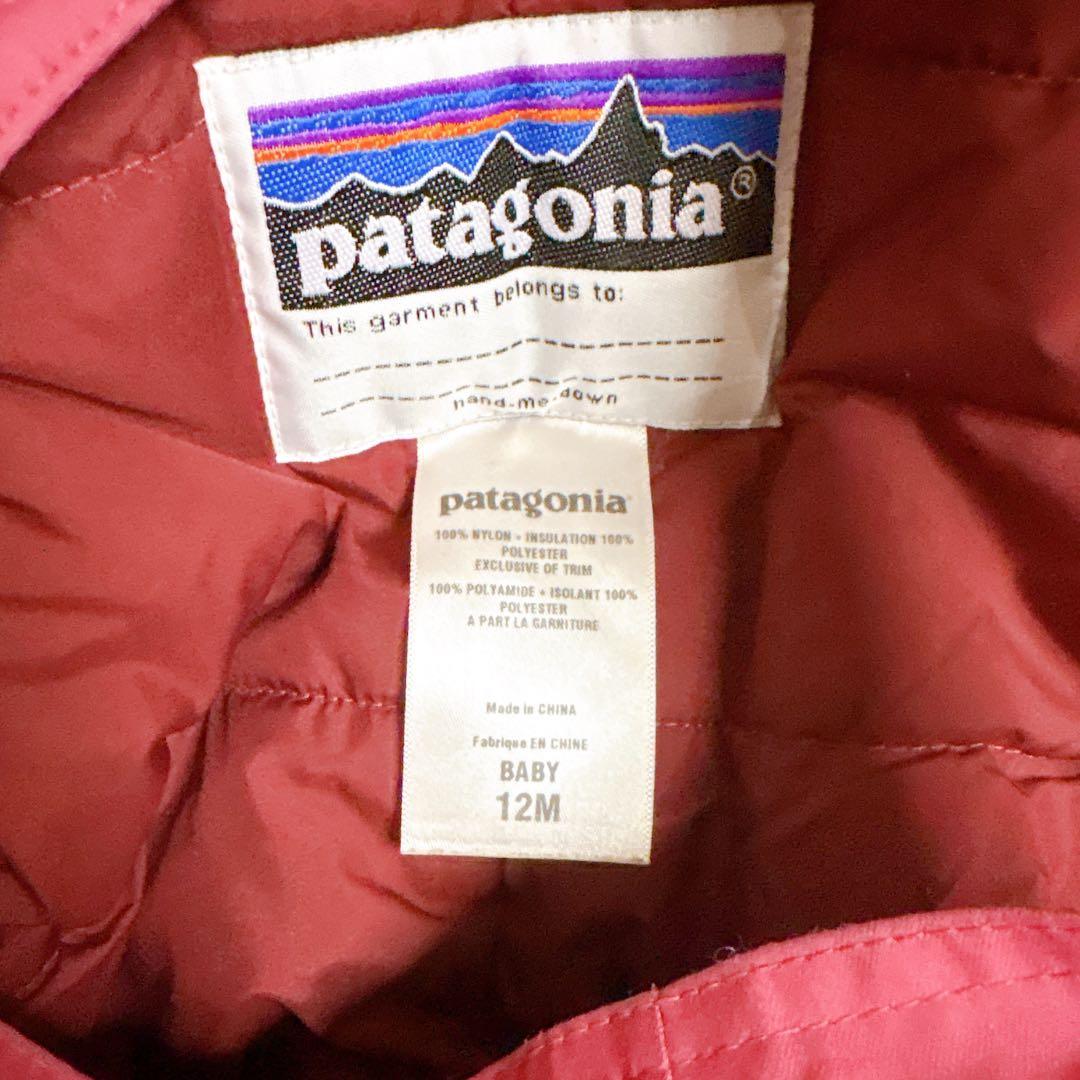 patagonia®
This garment belongs to:
hand-me-down
patagonia®
100% NYLON • INSULATION 100%
POLYESTER
EXCLUSIVE OF TRIM
100% POLYAMIDE • ISOLANT 100%
POLYESTER
A PART LA GARNITURE
Made in CHINA
Fabrique EN CHINE
BABY
12M